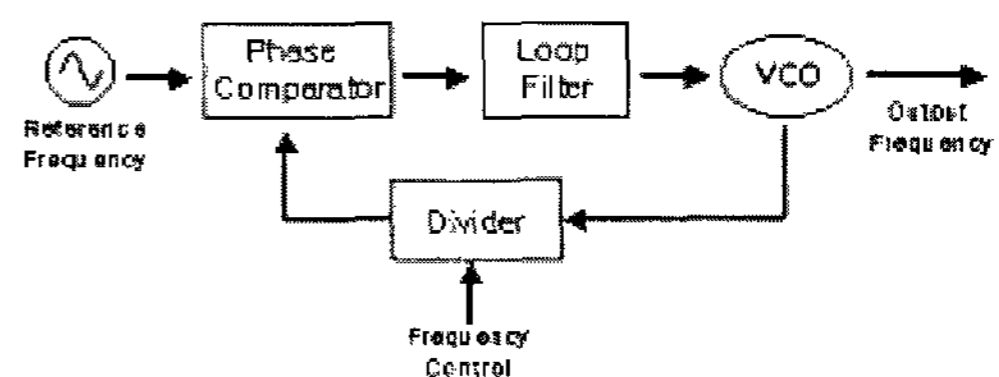 Phase
Comparator
Loop
Filter
VCO
Reference
Frequency
Output
Frequency
Divider
Frequency
Control